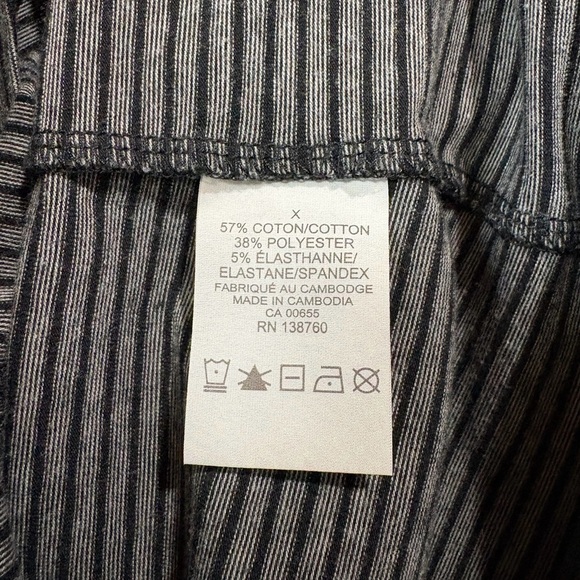 X
57% COTON/COTTON
38% POLYESTER
5% ÉLASTHANNE/
ELASTANE/SPANDEX
FABRIQUÉ AU CAMBODGE
MADE IN CAMBODIA
CA 00655
RN 138760